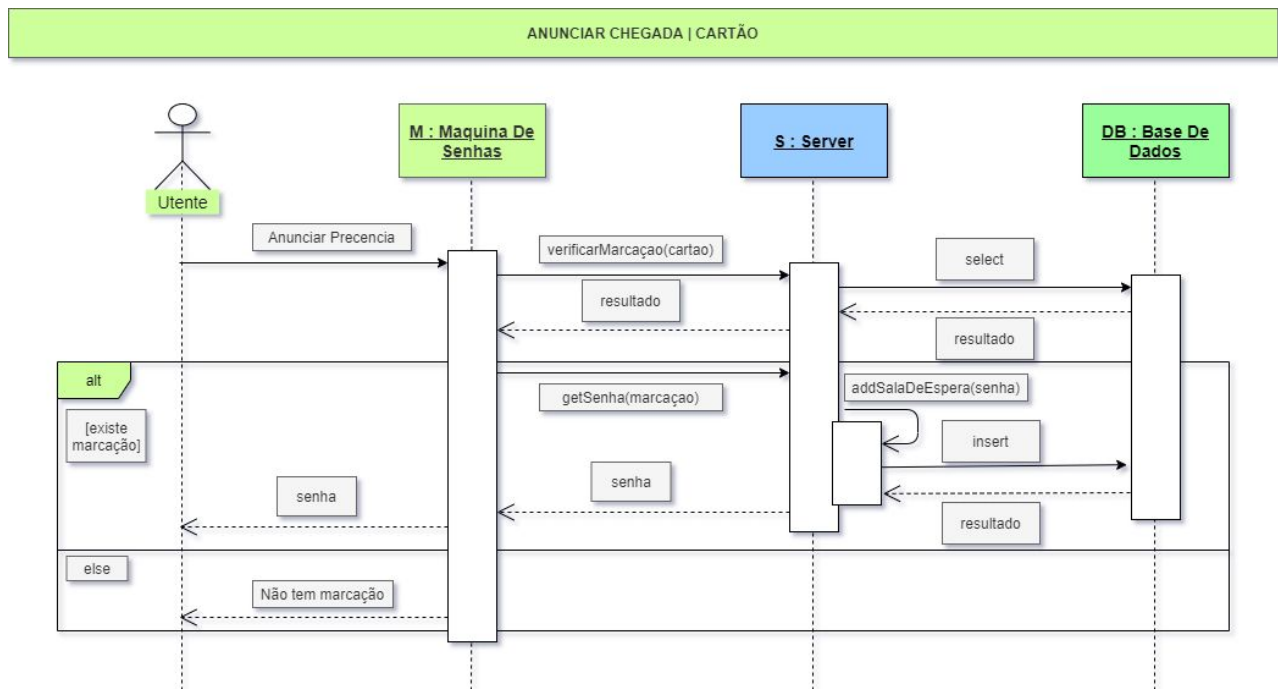 ANUNCIAR CHEGADA | CARTÃO
M : Maquina De
Senhas
S : Server
DB : Base De
Dados
Utente
Anunciar Precencia
verificarMarcaçao(cartao)
select
resultado
resultado
alt
getSenha(marcaçao)
addSalaDeEspera(senha)
[existe
marcação]
insert
senha
senha
resultado
else
Não tem marcação